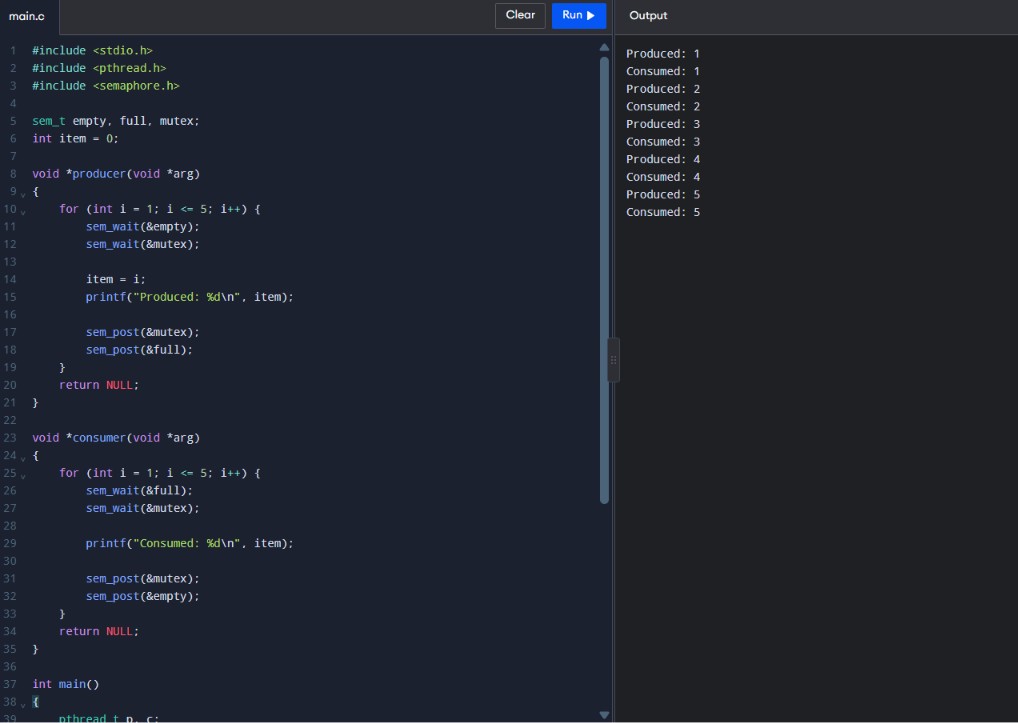 main.c
Clear
Run
Output
1 #include <stdio.h>
2 #include <pthread.h>
3 #include <semaphore.h>
4
5 sem_t empty, full, mutex;
6 int item = 0;
7
8 void *producer(void *arg)
9 {
10     for (int i = 1; i <= 5; i++) {
11         sem_wait(&empty);
12         sem_wait(&mutex);
13
14         item = i;
15         printf("Produced: %d\n", item);
16
17         sem_post(&mutex);
18         sem_post(&full);
19     }
20     return NULL;
21 }
22
23 void *consumer(void *arg)
24 {
25     for (int i = 1; i <= 5; i++) {
26         sem_wait(&full);
27         sem_wait(&mutex);
28
29         printf("Consumed: %d\n", item);
30
31         sem_post(&mutex);
32         sem_post(&empty);
33     }
34     return NULL;
35 }
36
37 int main()
38 {
39     pthread_t p, c;
Produced: 1
Consumed: 1
Produced: 2
Consumed: 2
Produced: 3
Consumed: 3
Produced: 4
Consumed: 4
Produced: 5
Consumed: 5